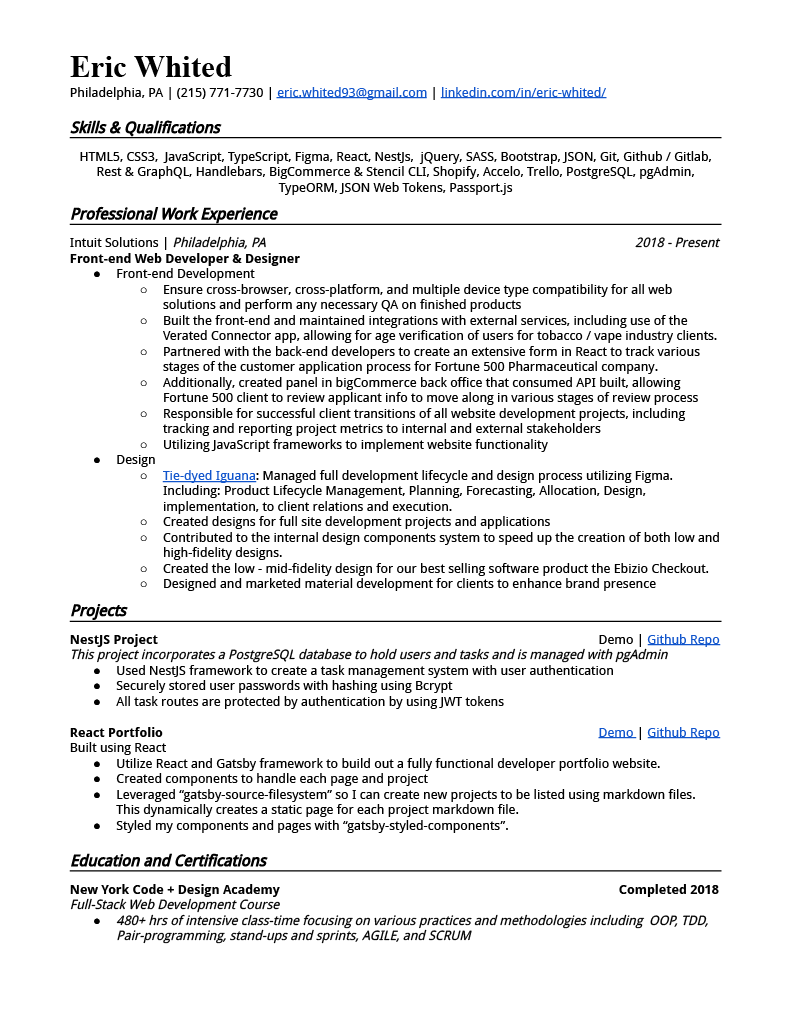 Eric Whited
Philadelphia, PA | (215) 771-7730 | eric.whited93@gmail.com | linkedin.com/in/eric-whited/
Skills & Qualifications
HTML5, CSS3,  JavaScript, TypeScript, Figma, React, NestJs,  jQuery, SASS, Bootstrap, JSON, Git, Github / Gitlab,
Rest & GraphQL, Handlebars, BigCommerce & Stencil CLI, Shopify, Accelo, Trello, PostgreSQL, pgAdmin,
TypeORM, JSON Web Tokens, Passport.js
Professional Work Experience
Intuit Solutions | Philadelphia, PA 2018 - Present
Front-end Web Developer & Designer
● Front-end Development
○ Ensure cross-browser, cross-platform, and multiple device type compatibility for all web
solutions and perform any necessary QA on finished products
○ Built the front-end and maintained integrations with external services, including use of the
Verated Connector app, allowing for age verification of users for tobacco / vape industry clients.
○ Partnered with the back-end developers to create an extensive form in React to track various
stages of the customer application process for Fortune 500 Pharmaceutical company.
○ Additionally, created panel in bigCommerce back office that consumed API built, allowing
Fortune 500 client to review applicant info to move along in various stages of review process
○ Responsible for successful client transitions of all website development projects, including
tracking and reporting project metrics to internal and external stakeholders
○ Utilizing JavaScript frameworks to implement website functionality
● Design
○ Tie-dyed Iguana: Managed full development lifecycle and design process utilizing Figma.
Including: Product Lifecycle Management, Planning, Forecasting, Allocation, Design,
implementation, to client relations and execution.
○ Created designs for full site development projects and applications
○ Contributed to the internal design components system to speed up the creation of both low and
high-fidelity designs.
○ Created the low - mid-fidelity design for our best selling software product the Ebizio Checkout.
○ Designed and marketed material development for clients to enhance brand presence
Projects
NestJS Project Demo | Github Repo
This project incorporates a PostgreSQL database to hold users and tasks and is managed with pgAdmin
● Used NestJS framework to create a task management system with user authentication
● Securely stored user passwords with hashing using Bcrypt
● All task routes are protected by authentication by using JWT tokens
React Portfolio Demo | Github Repo
Built using React
● Utilize React and Gatsby framework to build out a fully functional developer portfolio website.
● Created components to handle each page and project
● Leveraged “gatsby-source-filesystem” so I can create new projects to be listed using markdown files.
This dynamically creates a static page for each project markdown file.
● Styled my components and pages with “gatsby-styled-components”.
Education and Certifications
New York Code + Design Academy Completed 2018
Full-Stack Web Development Course
● 480+ hrs of intensive class-time focusing on various practices and methodologies including  OOP, TDD,
Pair-programming, stand-ups and sprints, AGILE, and SCRUM